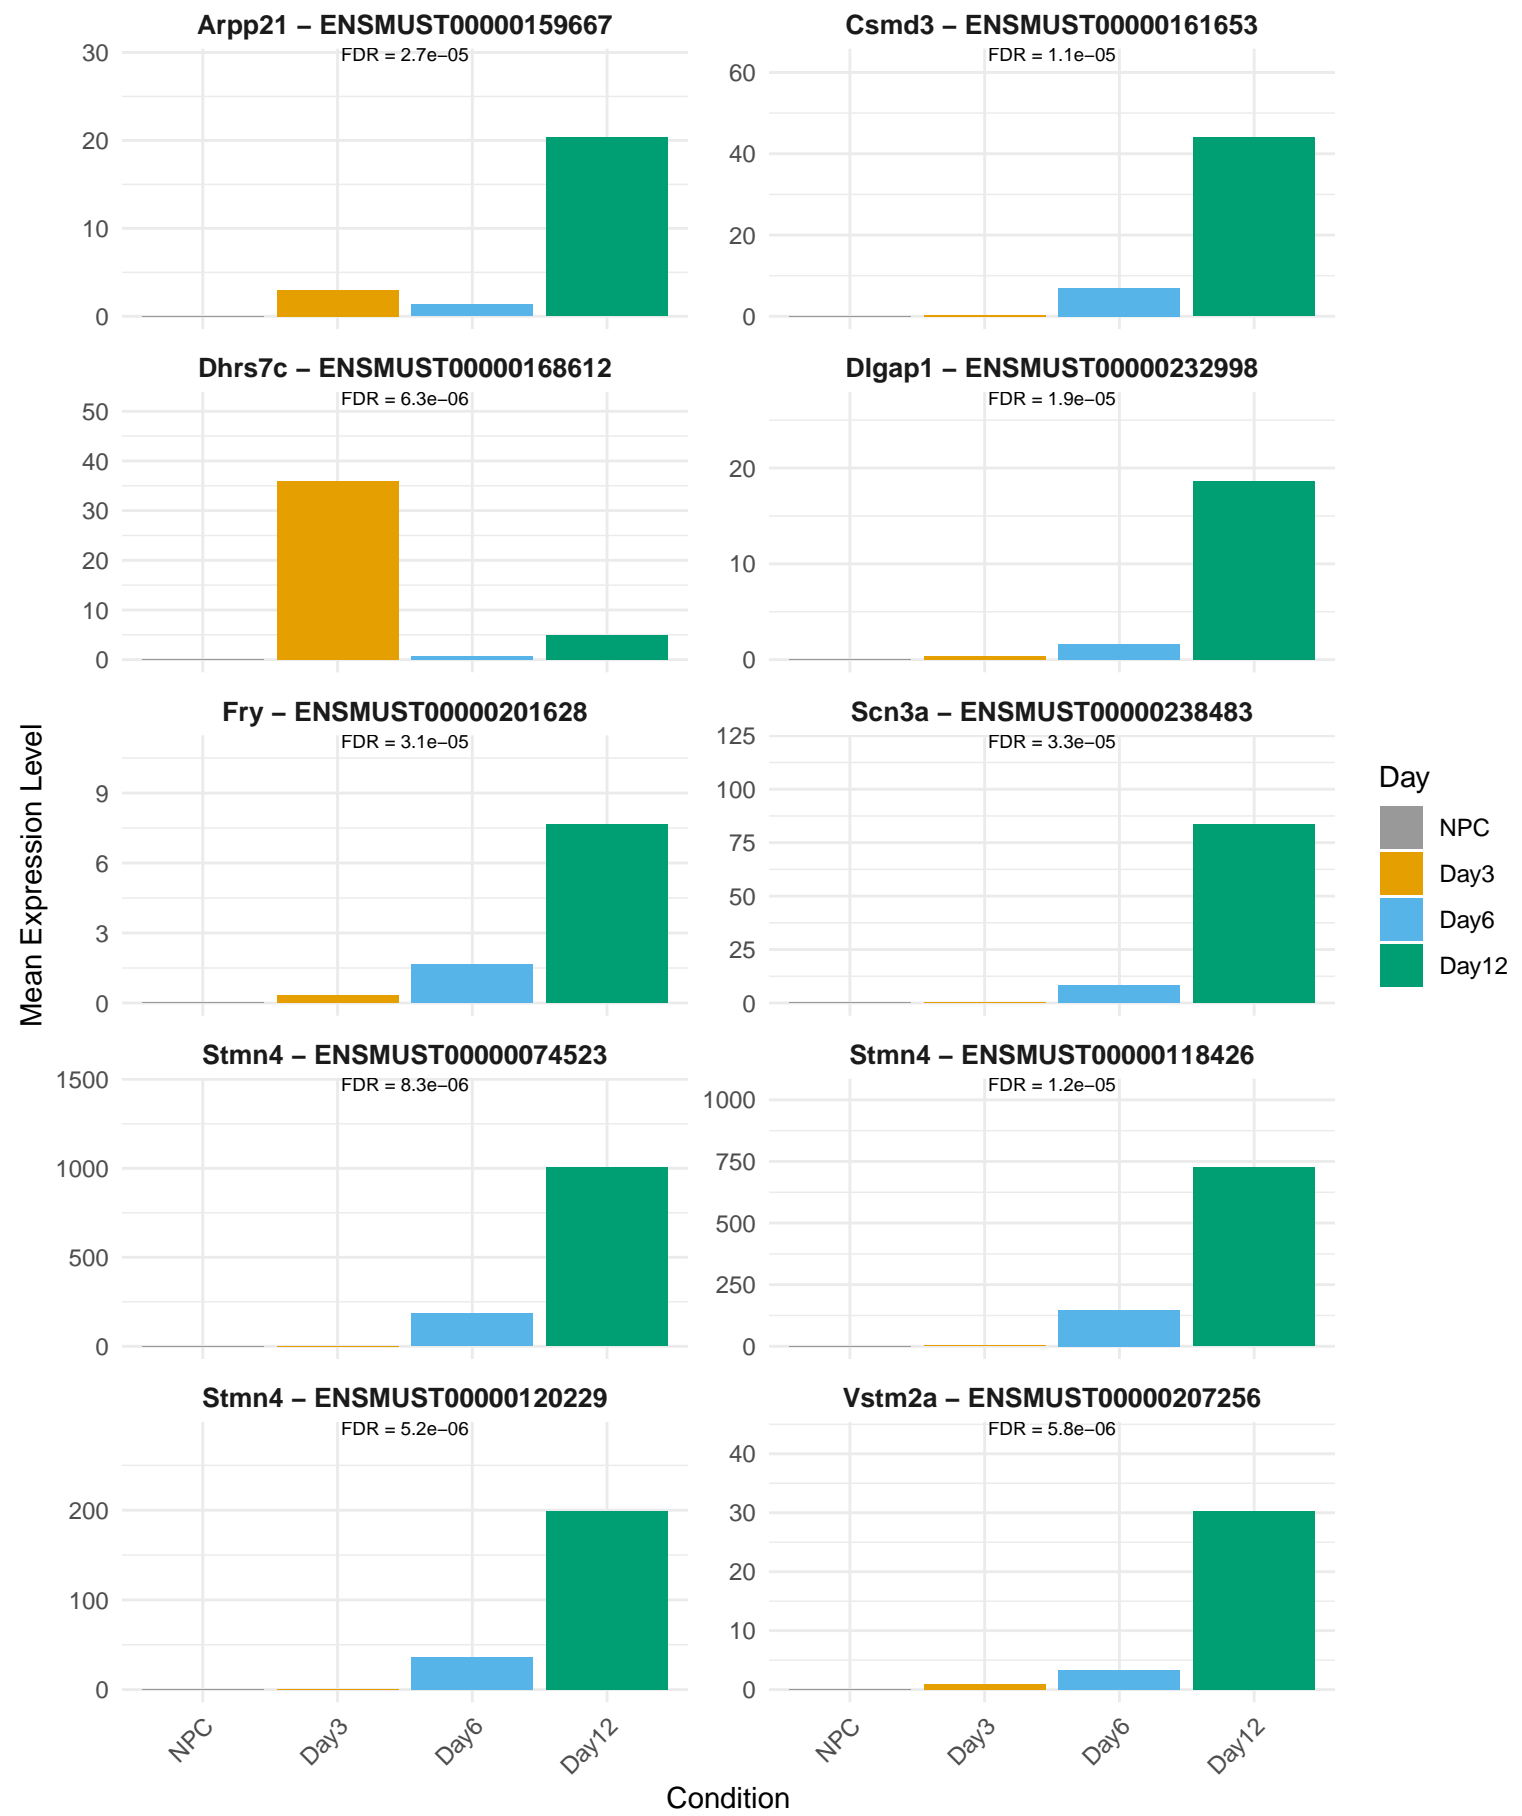 Arpp21 – ENSMUST00000159667
FDR = 2.7e−05
30
20
10
0
Csmd3 – ENSMUST00000161653
FDR = 1.1e−05
60
40
20
0
Dhrs7c – ENSMUST00000168612
FDR = 6.3e−06
50
40
30
20
10
0
Dlgap1 – ENSMUST00000232998
FDR = 1.9e−05
20
10
0
Fry – ENSMUST00000201628
FDR = 3.1e−05
9
6
3
0
Scn3a – ENSMUST00000238483
FDR = 3.3e−05
125
100
75
50
25
0
Stmn4 – ENSMUST00000074523
FDR = 8.3e−06
1500
1000
500
0
Stmn4 – ENSMUST00000118426
FDR = 1.2e−05
1000
750
500
250
0
Stmn4 – ENSMUST00000120229
FDR = 5.2e−06
200
100
0
Vstm2a – ENSMUST00000207256
FDR = 5.8e−06
40
30
20
10
0
NPC
Day3
Day6
Day12
NPC
Day3
Day6
Day12
Condition
Mean Expression Level
Day
NPC
Day3
Day6
Day12